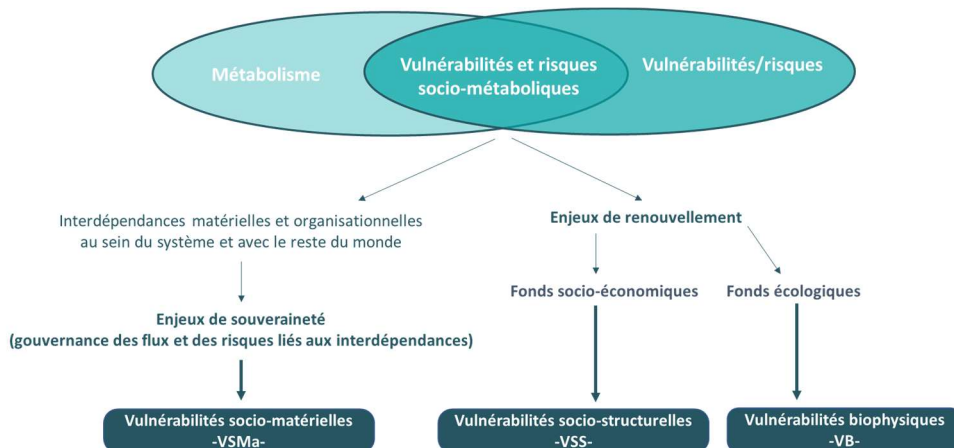 Métabolisme
Vulnérabilités et risques
socio-métaboliques
Vulnérabilités/risques
Interdépendances matérielles et organisationnelles
au sein du système et avec le reste du monde
Enjeux de renouvellement
Fonds socio-économiques
Fonds écologiques
Enjeux de souveraineté
(gouvernance des flux et des risques liés aux interdépendances)
Vulnérabilités socio-matérielles
-VSMa-
Vulnérabilités socio-structurelles
-VSS-
Vulnérabilités biophysiques
-VB-